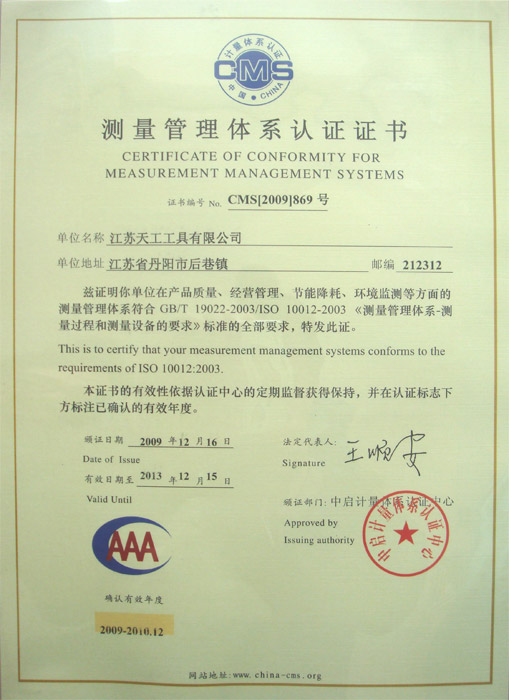 计量体系认证
CMS
中国 • CHINA
测量管理体系认证证书
CERTIFICATE OF CONFORMITY FOR
MEASUREMENT MANAGEMENT SYSTEMS
证书编号 No. CMS[2009]869 号
单位名称 江苏天工工具有限公司
单位地址 江苏省丹阳市后巷镇 邮编 212312
兹证明你单位在产品质量、经营管理、节能降耗、环境监测等方面的
测量管理体系符合 GB/T 19022-2003/ISO 10012-2003 《测量管理体系-测
量过程和测量设备的要求》标准的全部要求，特发此证。
This is to certify that your measurement management systems conforms to the
requirements of ISO 10012:2003.
本证书的有效性依据认证中心的定期监督获得保持，并在认证标志下
方标注已确认的有效年度。
颁证日期 2009 年 12 月 16 日
Date of Issue
有效日期至 2013 年 12 月 15 日
Valid Until
法定代表人:
Signature 王顺安
颁证部门: 中启计量体系认证中心
Approved by
Issuing authority
中启计量体系认证中心
AAA
确认有效年度
2009-2010.12
网站地址:www.china-cms.org